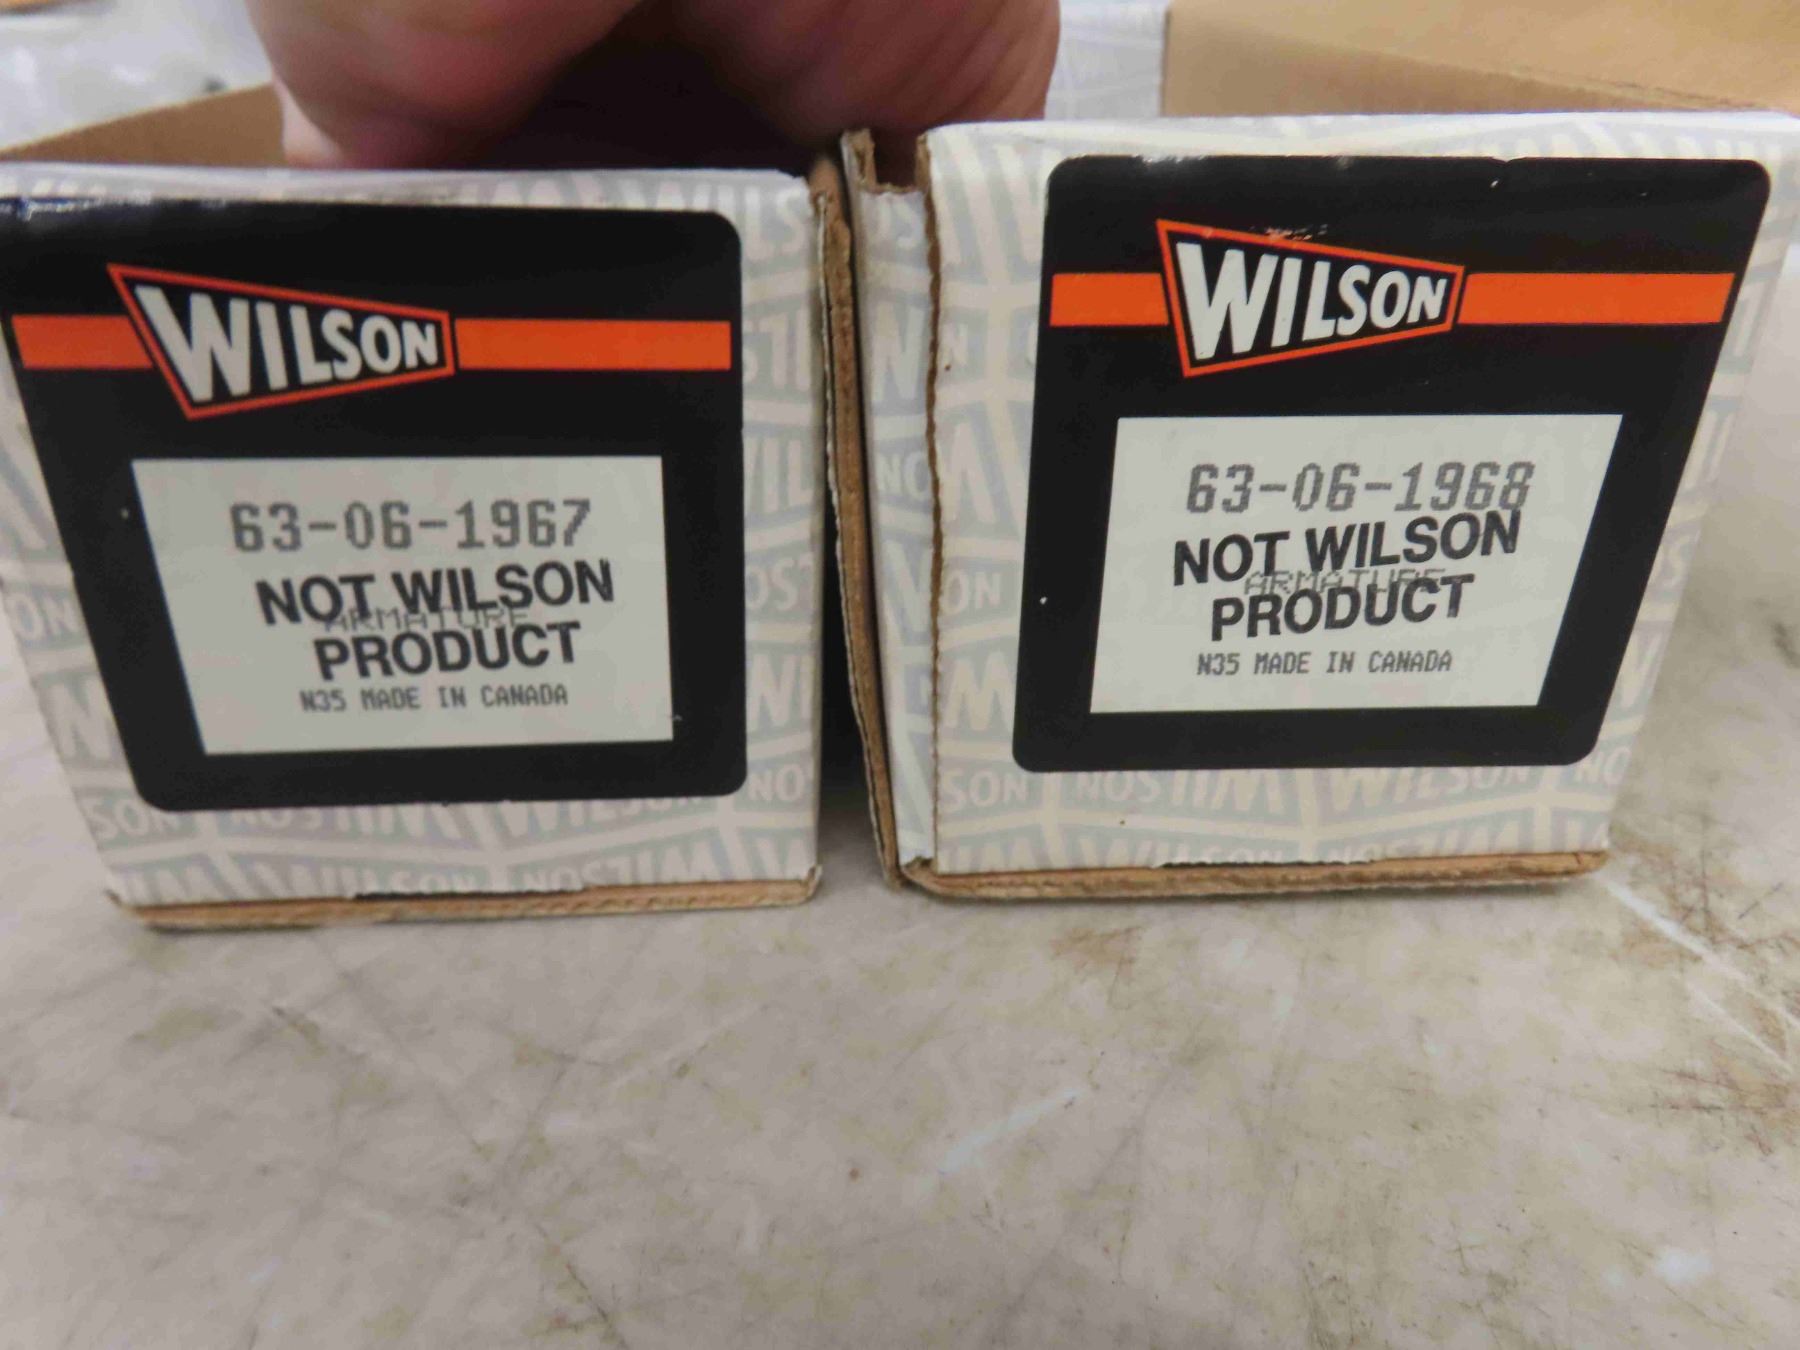 WILSON
63-06-1967
NOT WILSON
ARMATURE
PRODUCT
N35 MADE IN CANADA
WILSON
63-06-1968
NOT WILSON
ARMATURE
PRODUCT
N35 MADE IN CANADA